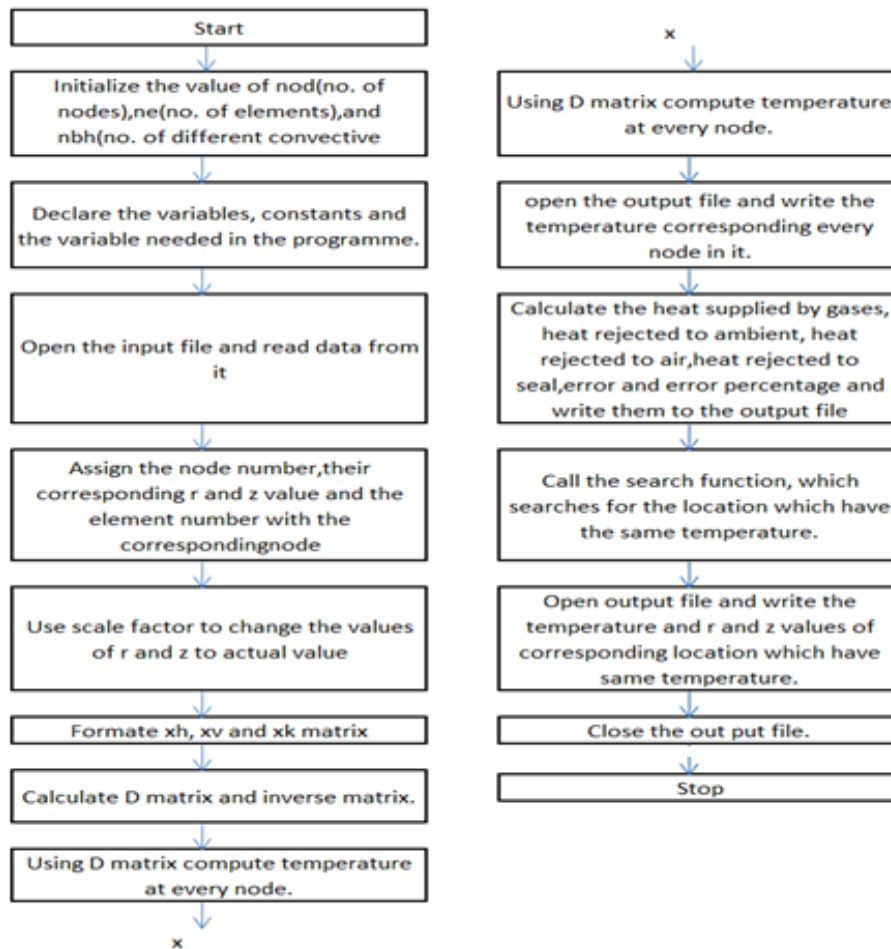 Start
Initialize the value of nod(no. of
nodes),ne(no. of elements),and
nbh(no. of different convective
Declare the variables, constants and
the variable needed in the programme.
Open the input file and read data from
it
Assign the node number,their
corresponding r and z value and the
element number with the
correspondingnode
Use scale factor to change the values
of r and z to actual value
Formate xh, xv and xk matrix
Calculate D matrix and inverse matrix.
Using D matrix compute temperature
at every node.
x
x
Using D matrix compute temperature
at every node.
open the output file and write the
temperature corresponding every
node in it.
Calculate the heat supplied by gases,
heat rejected to ambient, heat
rejected to air,heat rejected to
seal,error and error percentage and
write them to the output file
Call the search function, which
searches for the location which have
the same temperature.
Open output file and write the
temperature and r and z values of
corresponding location which have
same temperature.
Close the out put file.
Stop